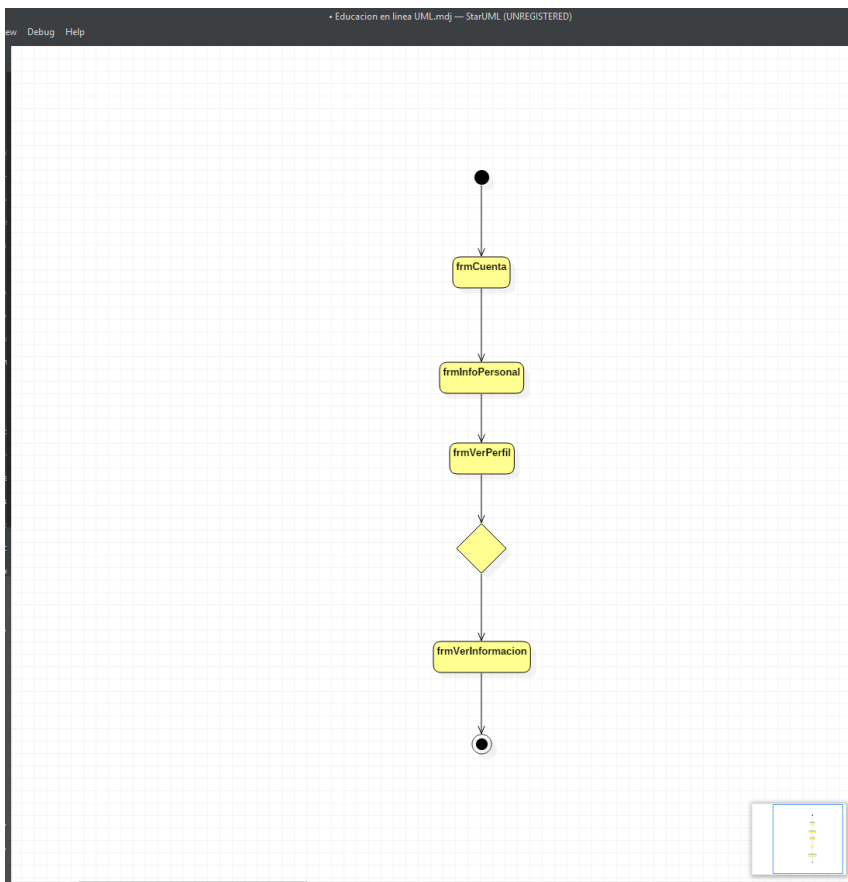 • Educacion en linea UML.mdj — StarUML (UNREGISTERED)
ew Debug Help
frmCuenta
frmInfoPersonal
frmVerPerfil
frmVerInformacion